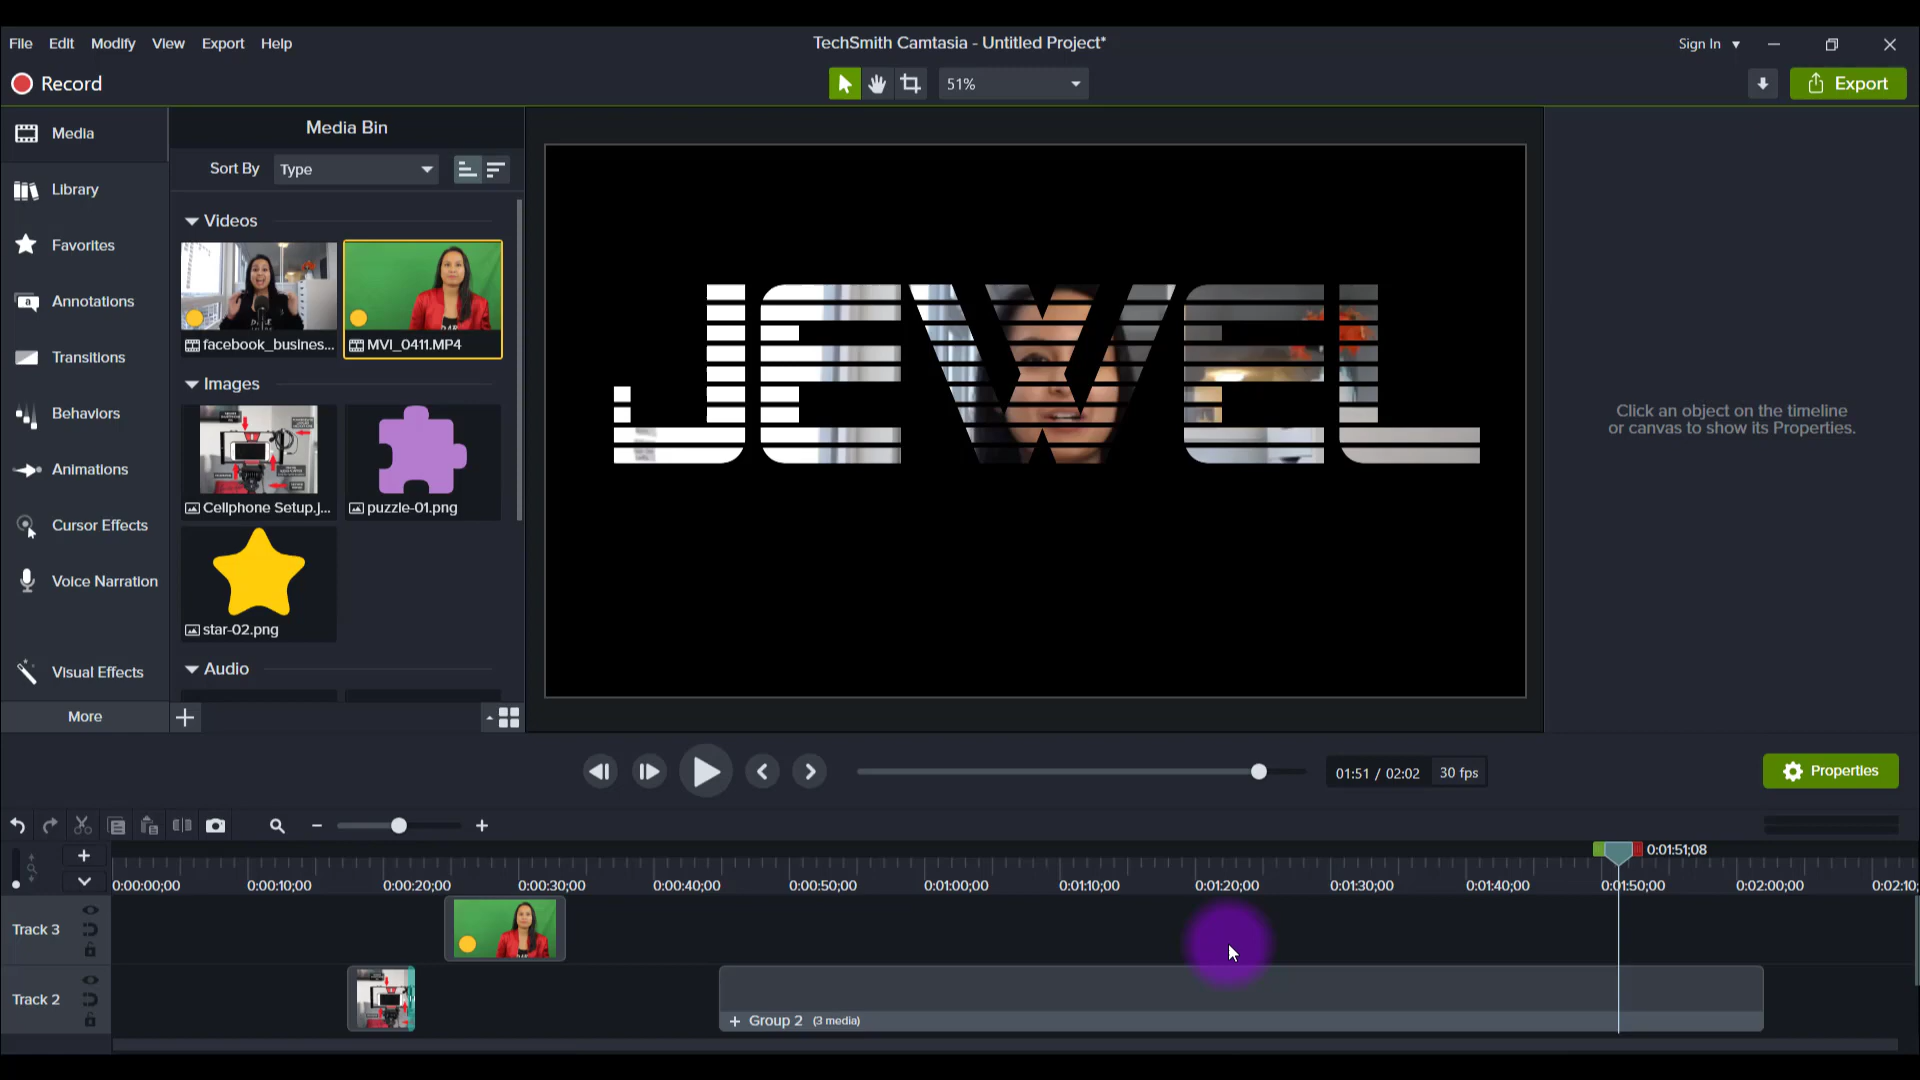 File Edit Modify View Export Help
TechSmith Camtasia - Untitled Project*
Sign In
Record
51%
Export
Media
Library
Favorites
Annotations
Transitions
Behaviors
Animations
Cursor Effects
Voice Narration
Visual Effects
More
Media Bin
Sort By Type
Videos
facebook_busines... MVI_0411.MP4
Images
Cellphone Setup.j... puzzle-01.png
star-02.png
Audio
JEWEL
Click an object on the timeline
or canvas to show its Properties.
01:51 / 02:02 30 fps
Properties
0:01:51;08
0:00:00;00 0:00:10;00 0:00:20;00 0:00:30;00 0:00:40;00 0:00:50;00 0:01:00;00 0:01:10;00 0:01:20;00 0:01:30;00 0:01:40;00 0:01:50;00 0:02:00;00 0:02:10;
Track 3
Track 2
+ Group 2 (3 media)